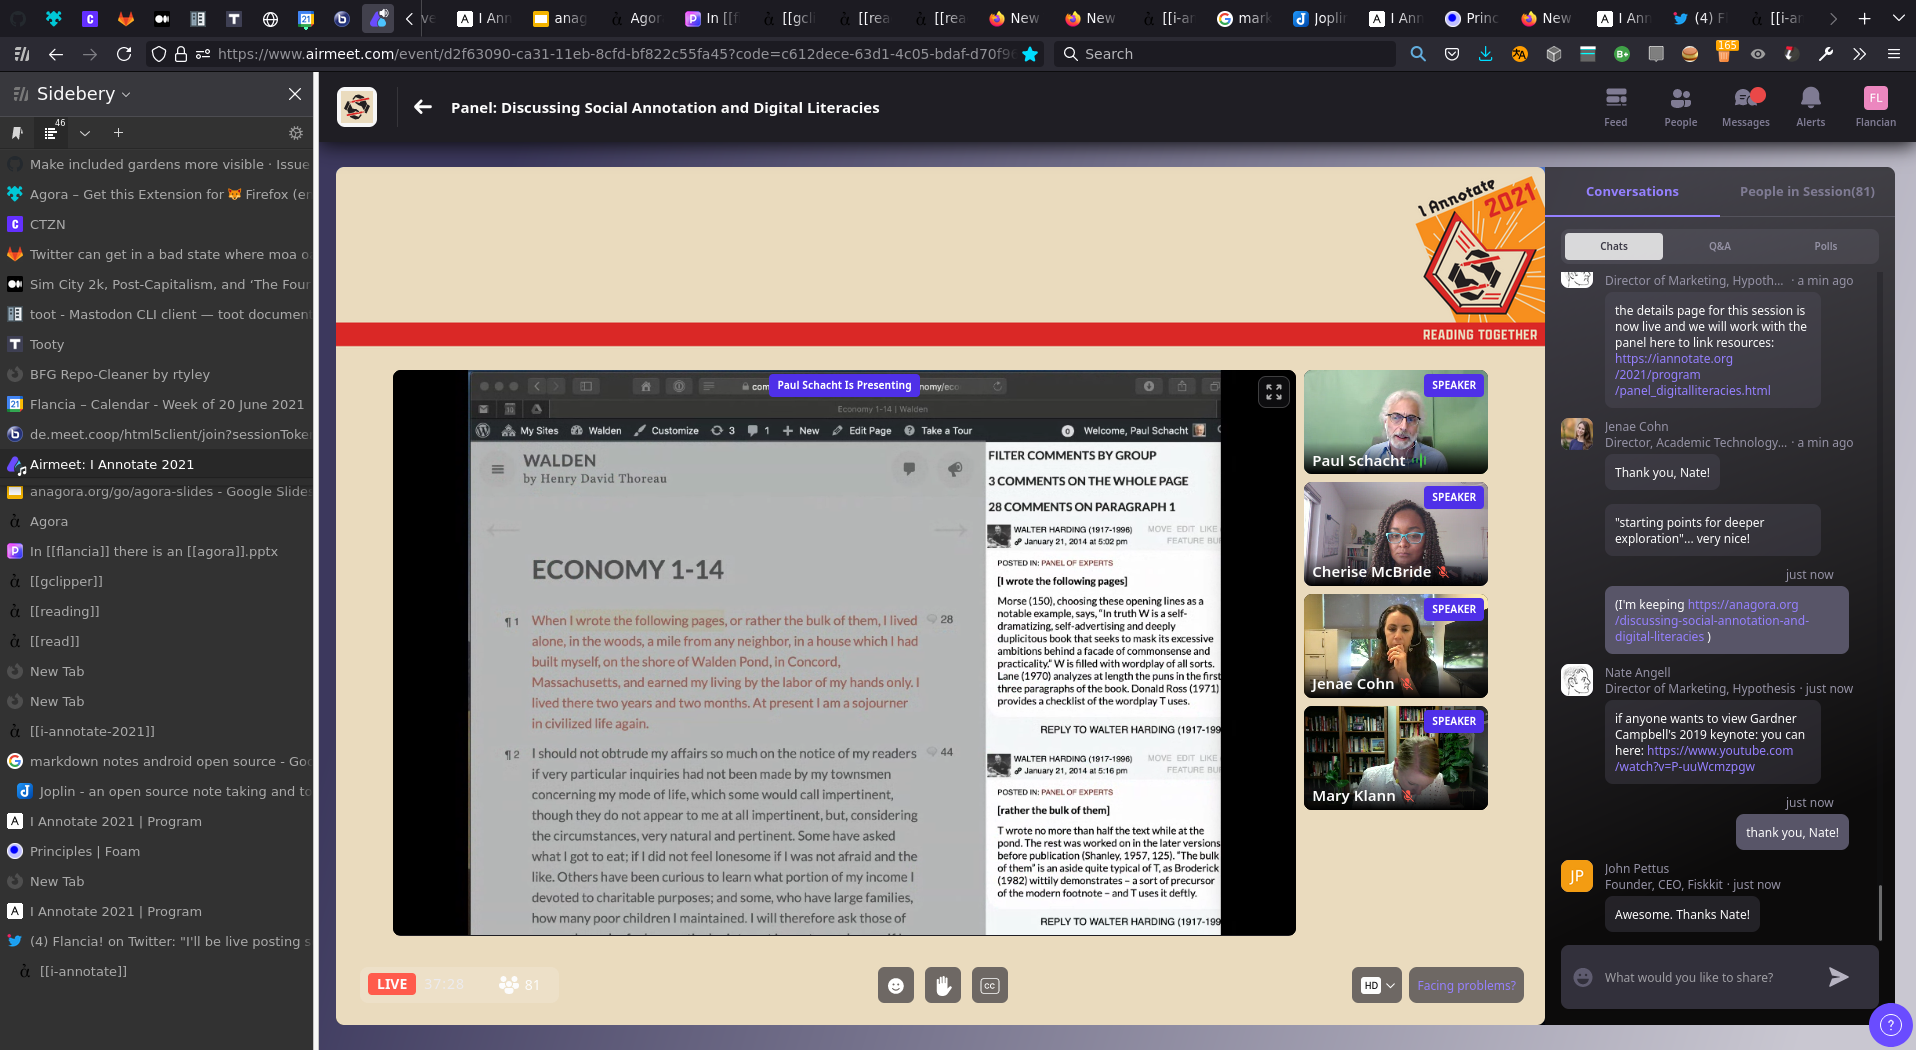 I Ann
anag
Agor
In [[f
[[gcli
[[rea
[[rea
New
New
[[i-an
mark
Joplin
I Ann
Princ
New
I Ann
(4) Fl
[[i-an
https://www.airmeet.com/event/d2f63090-ca31-11eb-8cfd-bf822c55fa45?code=c612dece-63d1-4c05-bdaf-d70f9
Search
165
Sidebery
46
Make included gardens more visible · Issue
Agora – Get this Extension for 🦊 Firefox (en
CTZN
Twitter can get in a bad state where moa o
Sim City 2k, Post-Capitalism, and ‘The Four
toot - Mastodon CLI client — toot document
Tooty
BFG Repo-Cleaner by rtyley
Flancia – Calendar - Week of 20 June 2021
de.meet.coop/html5client/join?sessionToke
Airmeet: I Annotate 2021
anagora.org/go/agora-slides - Google Slides
Agora
In [[flancia]] there is an [[agora]].pptx
[[gclipper]]
[[reading]]
[[read]]
New Tab
New Tab
[[i-annotate-2021]]
markdown notes android open source - Goo
Joplin - an open source note taking and to
I Annotate 2021 | Program
Principles | Foam
New Tab
I Annotate 2021 | Program
(4) Flancia! on Twitter: "I'll be live posting s
[[i-annotate]]
Panel: Discussing Social Annotation and Digital Literacies
Feed
People
Messages
Alerts
FL
Flancian
I Annotate
2021
READING TOGETHER
com
Paul Schacht Is Presenting
nomy/eco
Economy 1-14 | Walden
My Sites
Walden
Customize
3
1
New
Edit Page
Take a Tour
0
Welcome, Paul Schacht
WALDEN
by Henry David Thoreau
ECONOMY 1-14
¶ 1
When I wrote the following pages, or rather the bulk of them, I lived
28
alone, in the woods, a mile from any neighbor, in a house which I had
built myself, on the shore of Walden Pond, in Concord,
Massachusetts, and earned my living by the labor of my hands only. I
lived there two years and two months. At present I am a sojourner
in civilized life again.
¶ 2
I should not obtrude my affairs so much on the notice of my readers
44
if very particular inquiries had not been made by my townsmen
concerning my mode of life, which some would call impertinent,
though they do not appear to me at all impertinent, but, considering
the circumstances, very natural and pertinent. Some have asked
what I got to eat; if I did not feel lonesome if I was not afraid and the
like. Others have been curious to learn what portion of my income I
devoted to charitable purposes; and some, who have large families,
how many poor children I maintained. I will therefore ask those of
FILTER COMMENTS BY GROUP
3 COMMENTS ON THE WHOLE PAGE
28 COMMENTS ON PARAGRAPH 1
WALTER HARDING (1917-1996)
MOVE EDIT LIKE
January 21, 2014 at 5:02 pm
FEATURE BU
POSTED IN: PANEL OF EXPERTS
[I wrote the following pages]
Morse (150), choosing these opening lines as a
notable example, says, “In truth W is a self-
dramatizing, self-advertising and deeply
duplicitous book that seeks to mask its excessive
ambitions behind a facade of commonsense and
practicality.” W is filled with wordplay of all sorts.
Lane (1970) analyzes at length the puns in the first
three paragraphs of the book. Donald Ross (1971)
provides a checklist of the wordplay T uses.
REPLY TO WALTER HARDING (1917-199
WALTER HARDING (1917-1996)
MOVE EDIT LIKE
January 21, 2014 at 5:16 pm
FEATURE BU
POSTED IN: PANEL OF EXPERTS
[rather the bulk of them]
T wrote no more than half the text while at the
pond. The rest was worked on in the later versions
before publication (Shanley, 1957, 125). “The bulk
of them” is an aside quite typical of T, as Broderick
(1982) wittily demonstrates – a sort of precursor
of the modern footnote – and T uses it deftly.
REPLY TO WALTER HARDING (1917-199
SPEAKER
Paul Schacht
SPEAKER
Cherise McBride
SPEAKER
Jenae Cohn
SPEAKER
Mary Klann
LIVE
37:28
81
CC
HD
Facing problems?
Conversations
People in Session(81)
Chats
Q&A
Polls
Director of Marketing, Hypoth... · a min ago
the details page for this session is
now live and we will work with the
panel here to link resources:
https://iannotate.org
/2021/program
/panel_digitalliteracies.html
Jenae Cohn
Director, Academic Technology... · a min ago
Thank you, Nate!
"starting points for deeper
exploration"... very nice!
just now
(I'm keeping https://anagora.org
/discussing-social-annotation-and-
digital-literacies )
Nate Angell
Director of Marketing, Hypothesis · just now
if anyone wants to view Gardner
Campbell's 2019 keynote: you can
here: https://www.youtube.com
/watch?v=P-uuWcmzpgw
just now
thank you, Nate!
JP
John Pettus
Founder, CEO, Fiskkit · just now
Awesome. Thanks Nate!
What would you like to share?